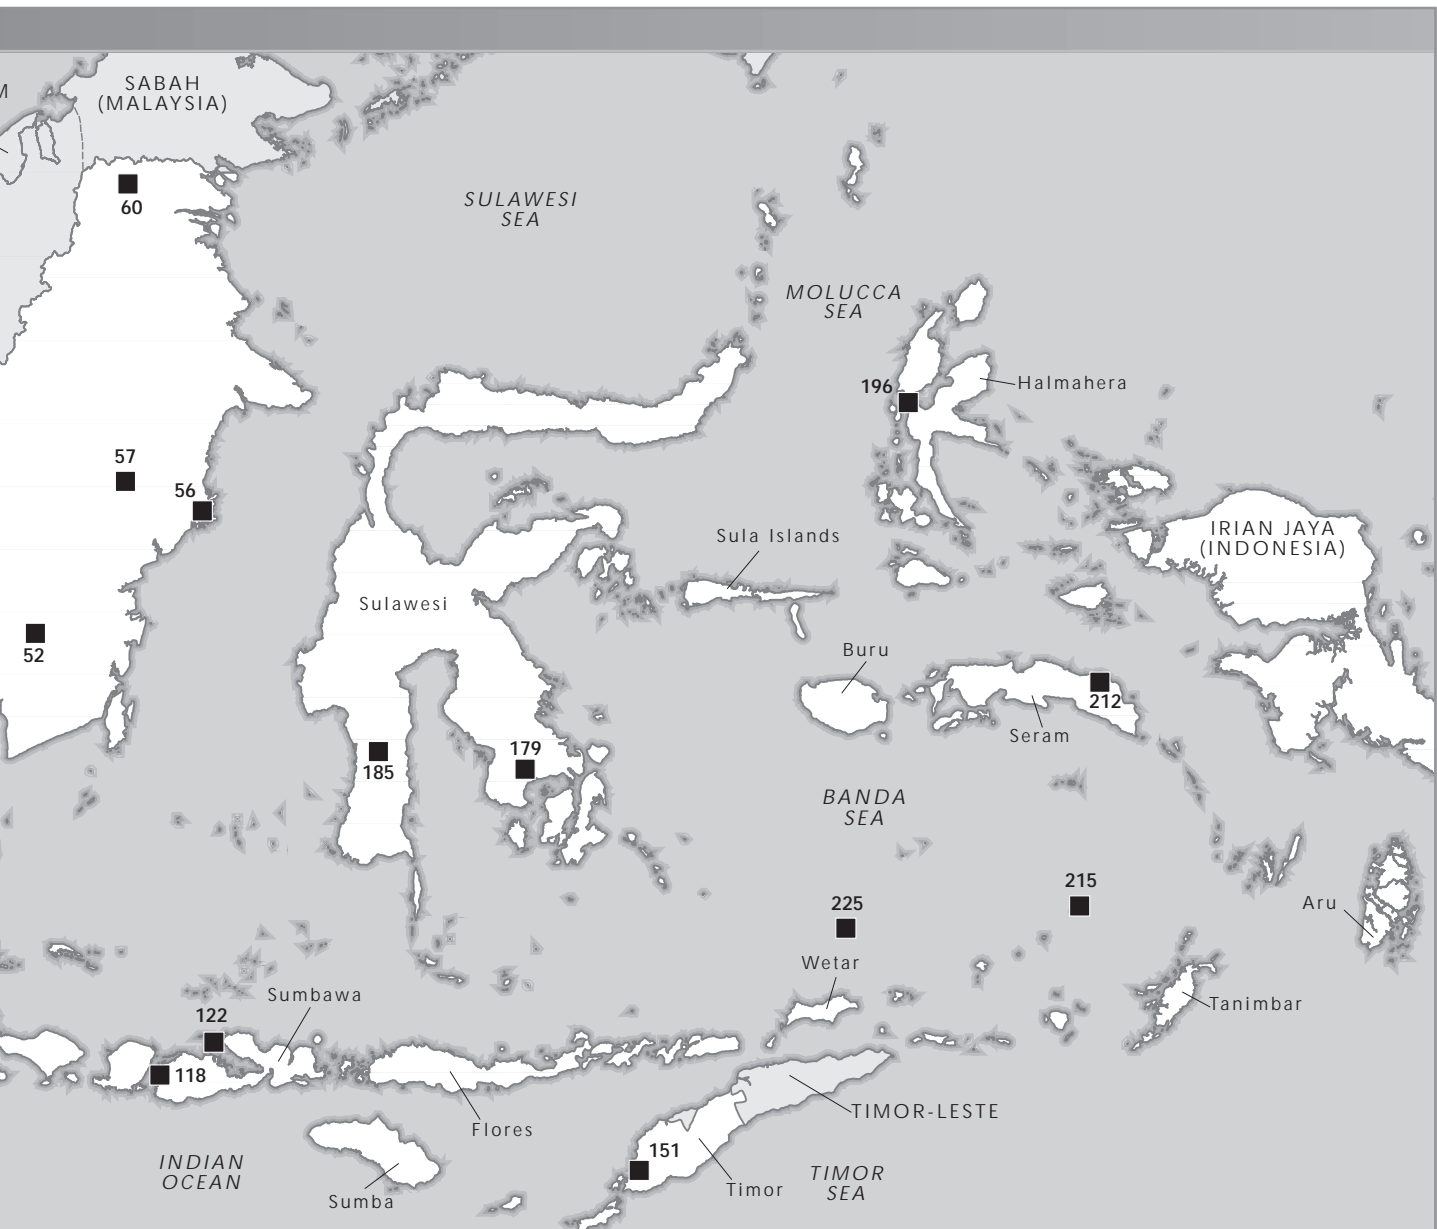 M
SABAH
(MALAYSIA)
60
SULAWESI
SEA
MOLUCCA
SEA
196
Halmahera
57
56
IRIAN JAYA
(INDONESIA)
Sula Islands
Sulawesi
52
Buru
212
Seram
179
185
BANDA
SEA
215
225
Aru
Wetar
Sumbawa
Tanimbar
122
118
TIMOR-LESTE
Flores
151
INDIAN
OCEAN
TIMOR
SEA
Timor
Sumba